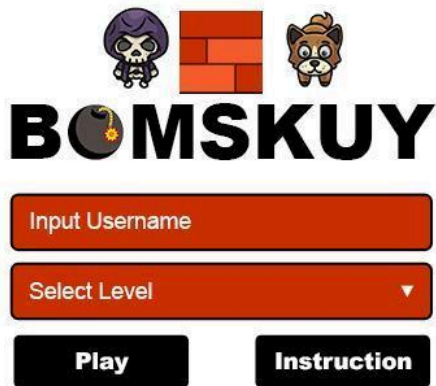 BOMSKUY
Input Username
Select Level
Play
Instruction